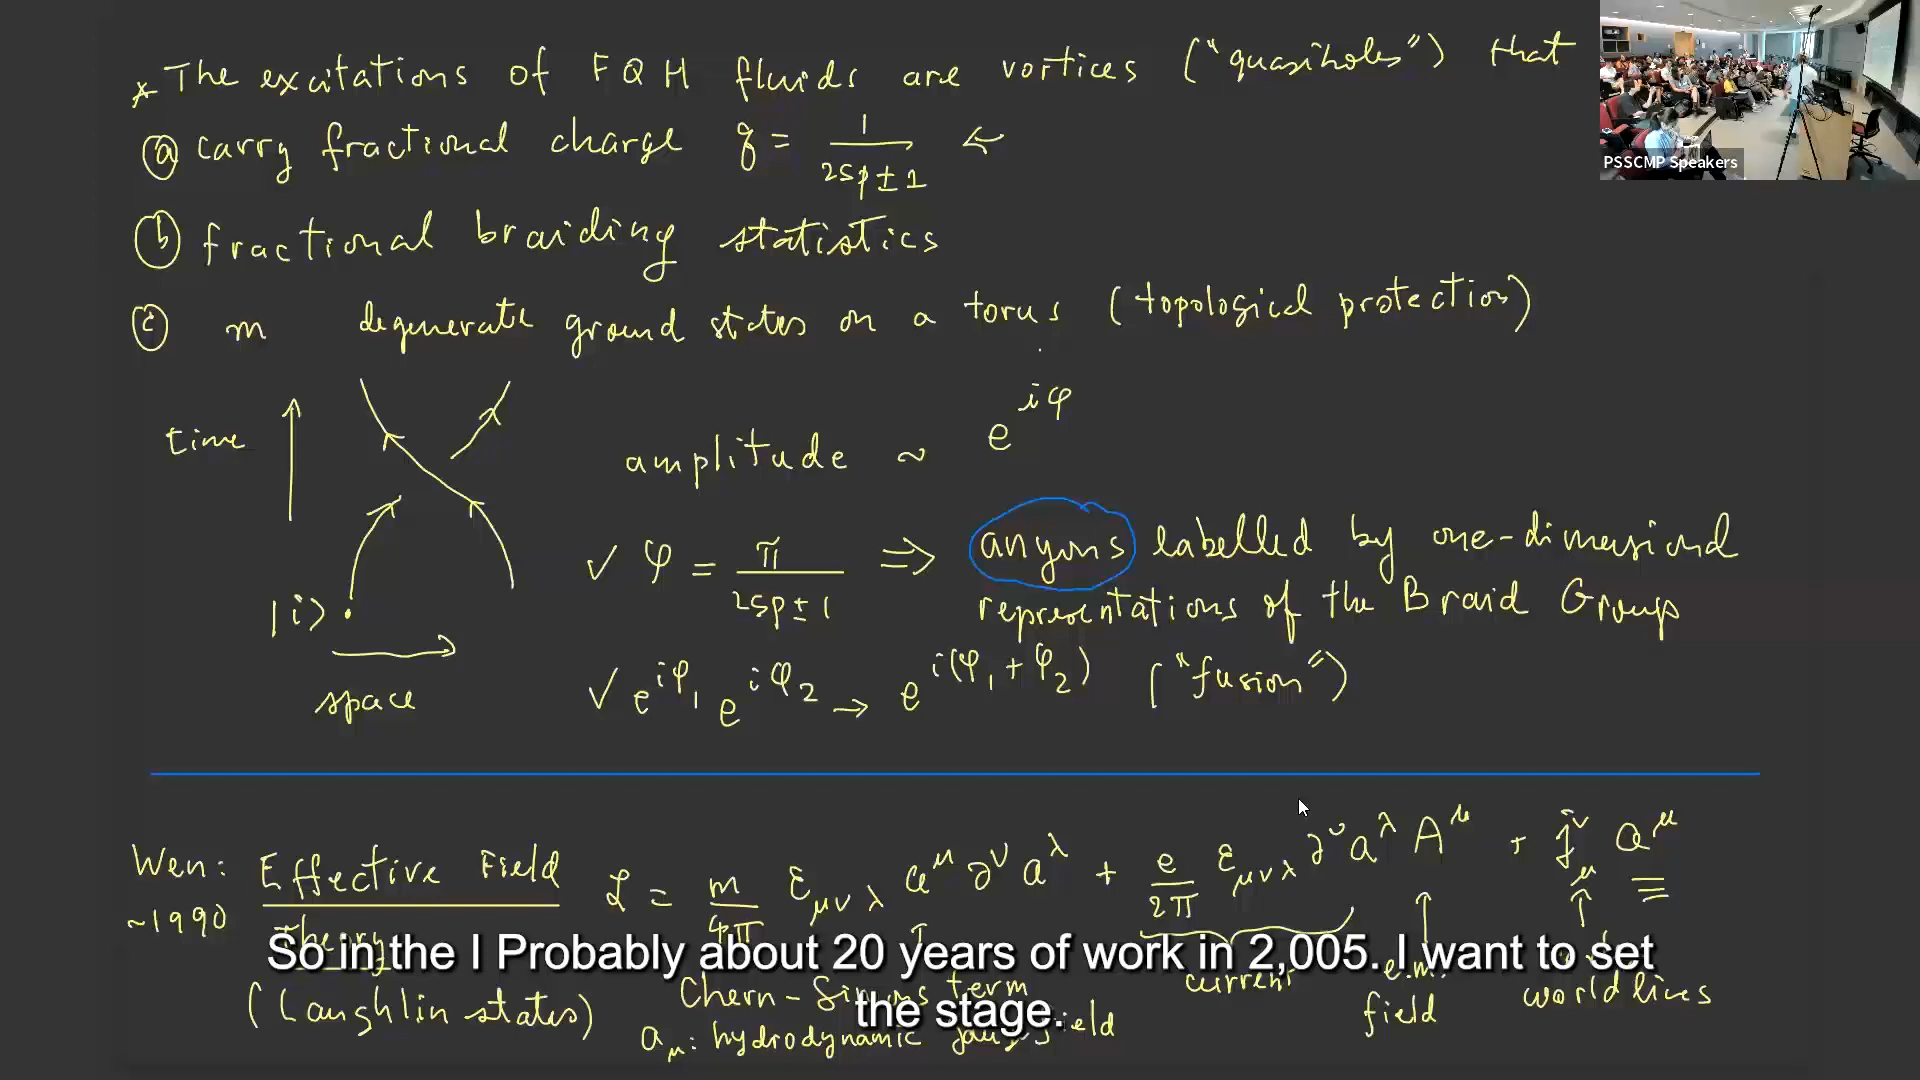 * The excitations of FQH fluids are vortices ("quasiholes") that
PSSCMP Speakers
ⓐ carry fractional charge q = 1/(2sp±1) ←
ⓑ fractional braiding statistics
ⓒ m degenerate ground states on a torus (topological protection)
time
amplitude ~ e^{iφ}
✓ φ = π/(2sp±1) ⇒ anyons labelled by one-dimensional
representations of the Braid Group
|i>
space
✓ e^{iφ₁} e^{iφ₂} → e^{i(φ₁+φ₂)} ("fusion")
Wen: Effective Field
~1990 Theory
(Laughlin states)
ℒ = m/4π ε_{μνλ} a^μ ∂^ν a^λ + e/2π ε_{μνλ} ∂^ν a^λ A^μ + j_μ^v a^μ
Chern-Simons term
current
e.m. field
world lines
a_μ: hydrodynamic gauge field
So in the I Probably about 20 years of work in 2,005. I want to set
the stage.